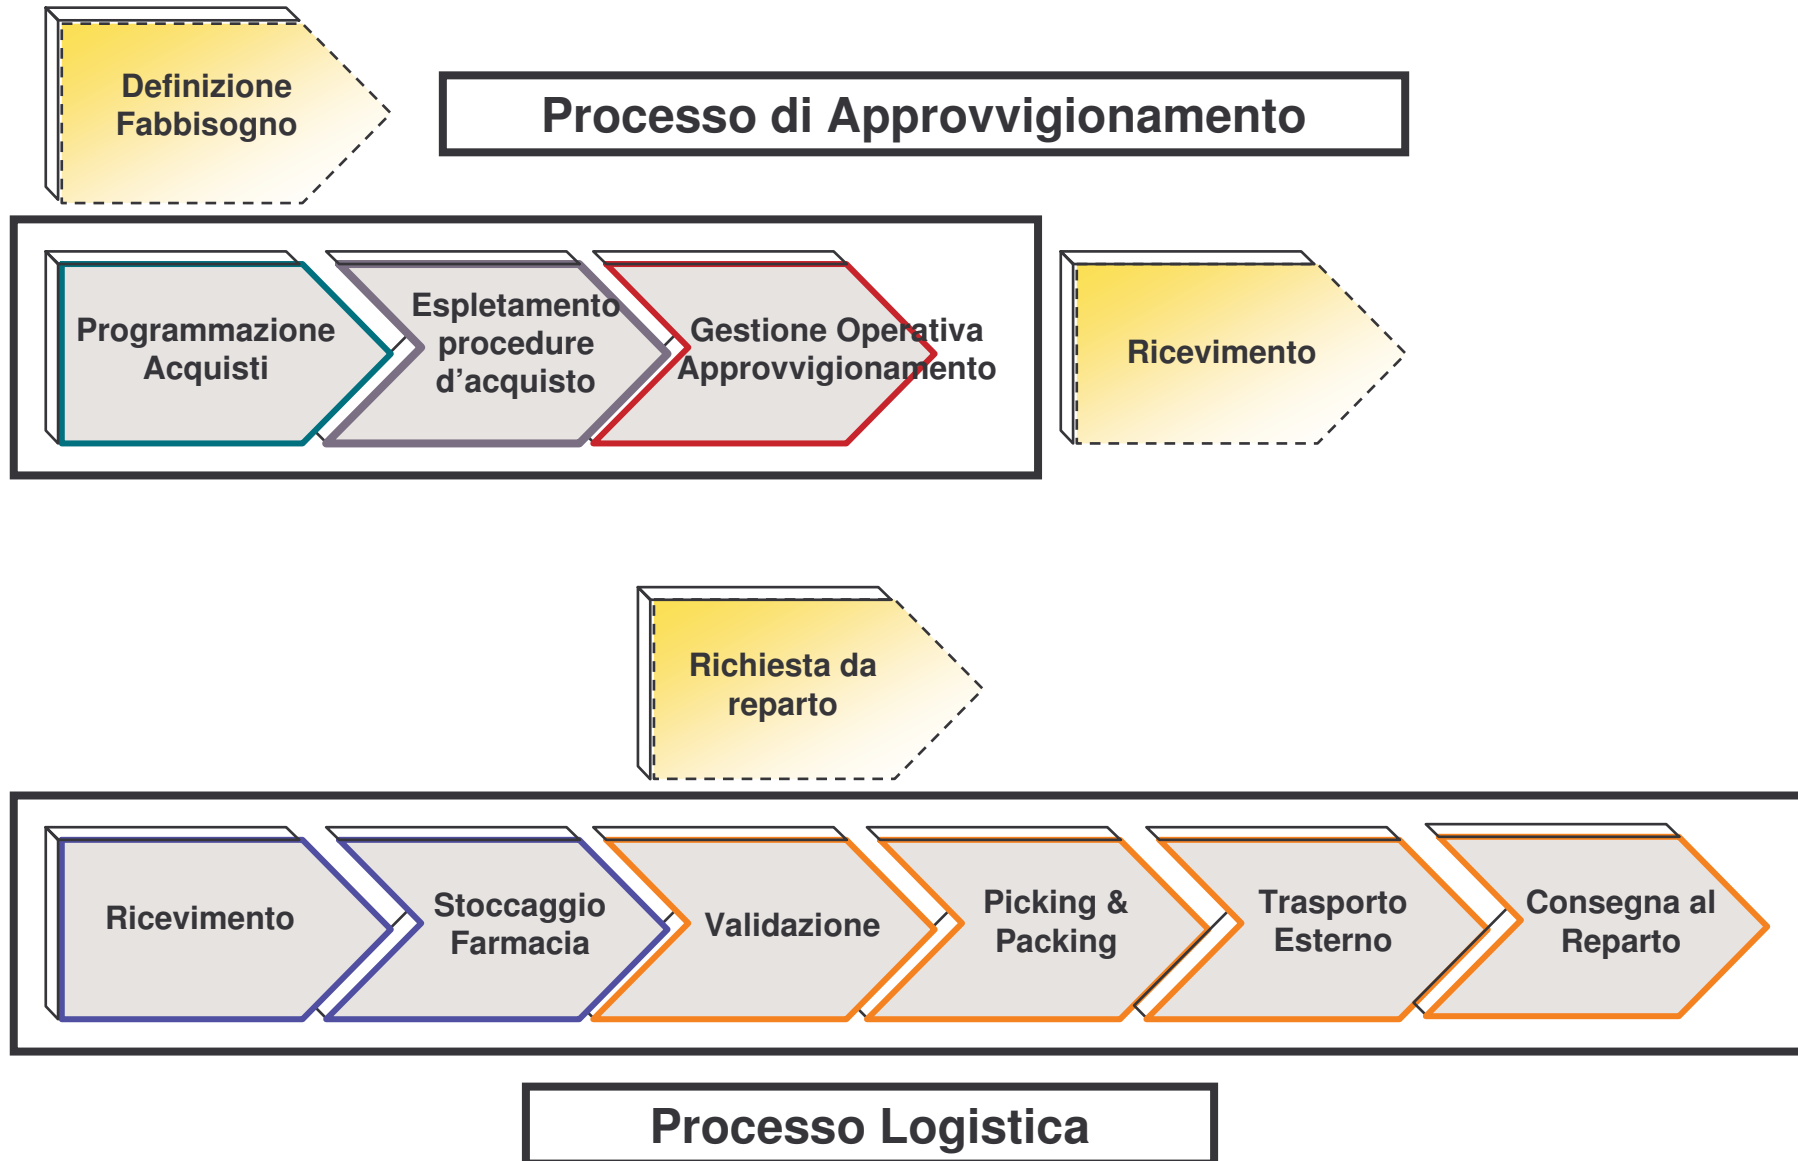 Definizione
Fabbisogno
Processo di Approvvigionamento
Programmazione
Acquisti
Espletamento
procedure
d’acquisto
Gestione Operativa
Approvvigionamento
Ricevimento
Richiesta da
reparto
Ricevimento
Stoccaggio
Farmacia
Validazione
Picking &
Packing
Trasporto
Esterno
Consegna al
Reparto
Processo Logistica